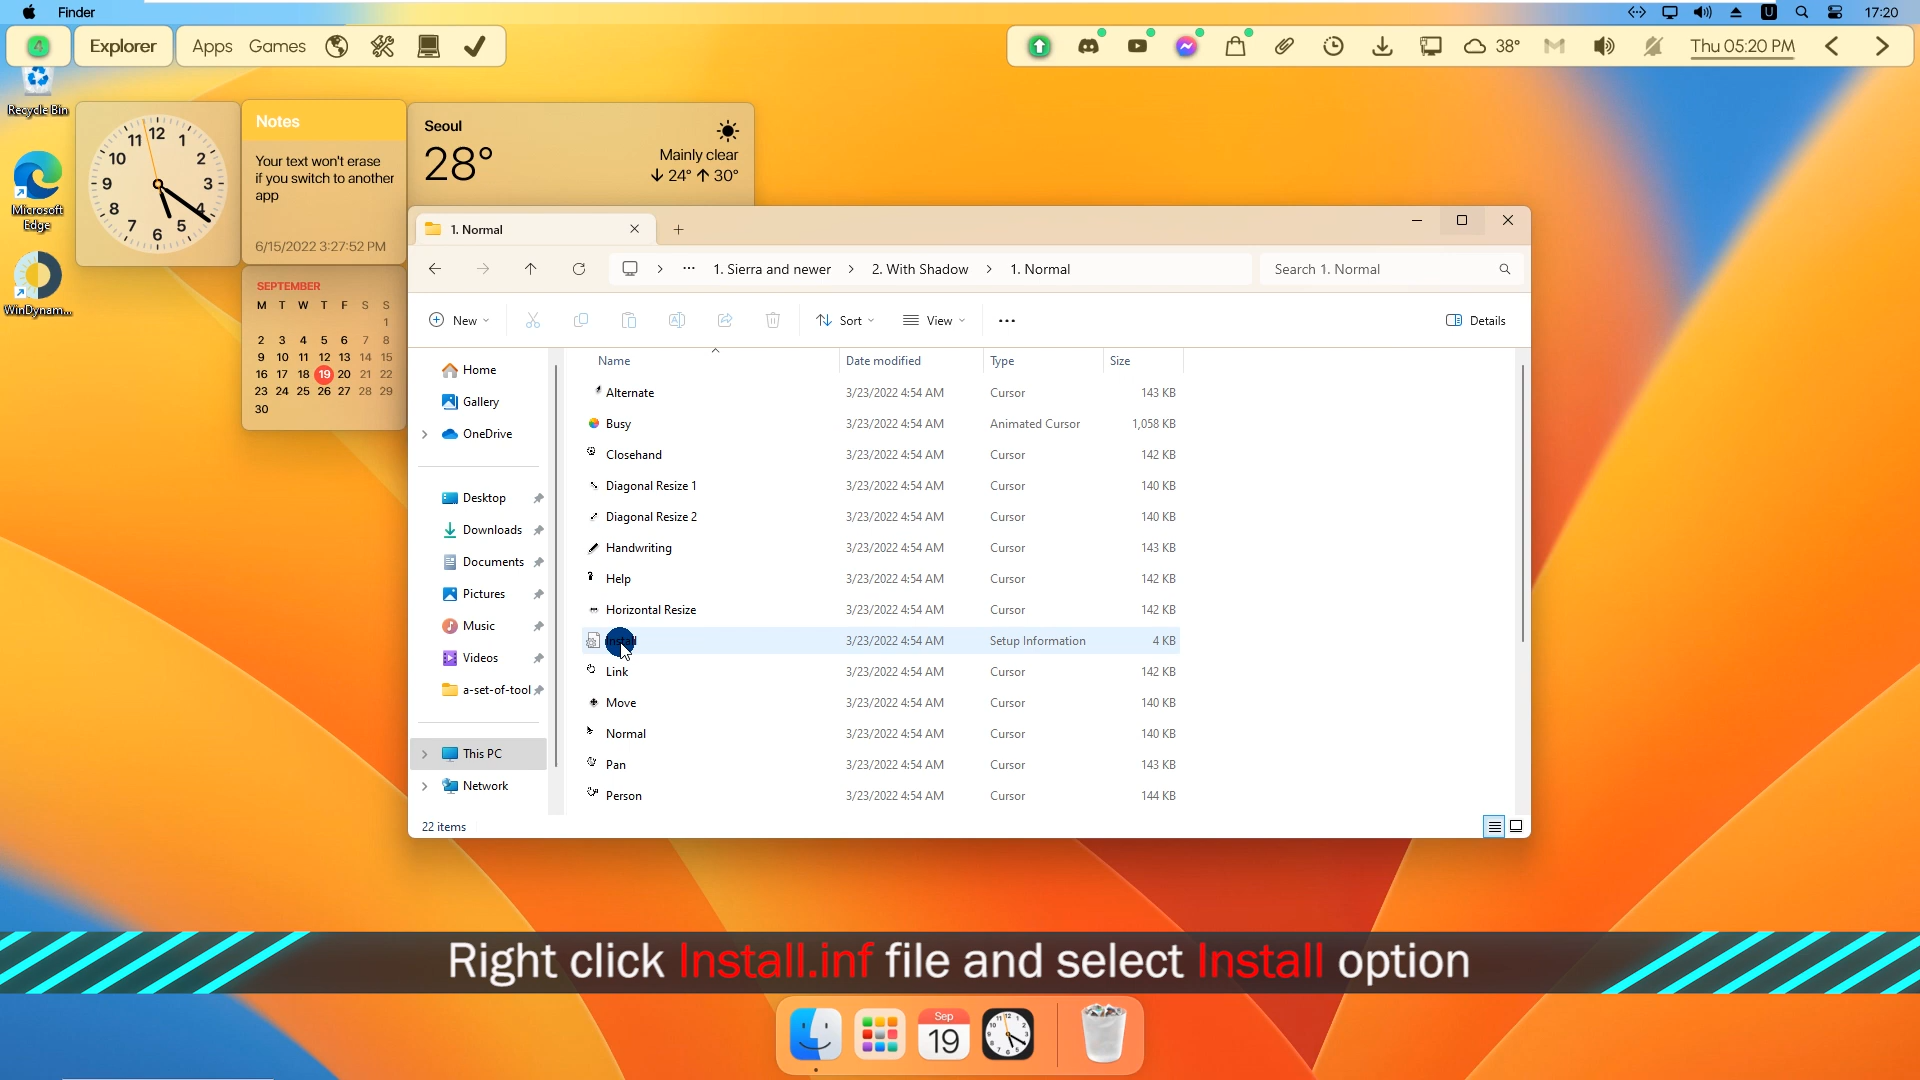 Finder
17:20
4
Explorer
Apps Games
38°
Thu 05:20 PM
Recycle Bin
Microsoft Edge
WinDynam...
12 1 2 3 4 5 6 7 8 9 10 11
Notes
Your text won't erase
if you switch to another
app
6/15/2022 3:27:52 PM
Seoul
28°
Mainly clear
↓ 24° ↑ 30°
SEPTEMBER
M T W T F S S
1
2 3 4 5 6 7 8
9 10 11 12 13 14 15
16 17 18 19 20 21 22
23 24 25 26 27 28 29
30
1. Normal
... 1. Sierra and newer > 2. With Shadow > 1. Normal
Search 1. Normal
New
Sort
View
Details
Home
Gallery
OneDrive
Desktop
Downloads
Documents
Pictures
Music
Videos
a-set-of-tool
This PC
Network
Name Date modified Type Size
Alternate 3/23/2022 4:54 AM Cursor 143 KB
Busy 3/23/2022 4:54 AM Animated Cursor 1,058 KB
Closehand 3/23/2022 4:54 AM Cursor 142 KB
Diagonal Resize 1 3/23/2022 4:54 AM Cursor 140 KB
Diagonal Resize 2 3/23/2022 4:54 AM Cursor 140 KB
Handwriting 3/23/2022 4:54 AM Cursor 143 KB
Help 3/23/2022 4:54 AM Cursor 142 KB
Horizontal Resize 3/23/2022 4:54 AM Cursor 142 KB
Install 3/23/2022 4:54 AM Setup Information 4 KB
Link 3/23/2022 4:54 AM Cursor 142 KB
Move 3/23/2022 4:54 AM Cursor 140 KB
Normal 3/23/2022 4:54 AM Cursor 140 KB
Pan 3/23/2022 4:54 AM Cursor 143 KB
Person 3/23/2022 4:54 AM Cursor 144 KB
22 items
Right click Install.inf file and select Install option
Sep
19